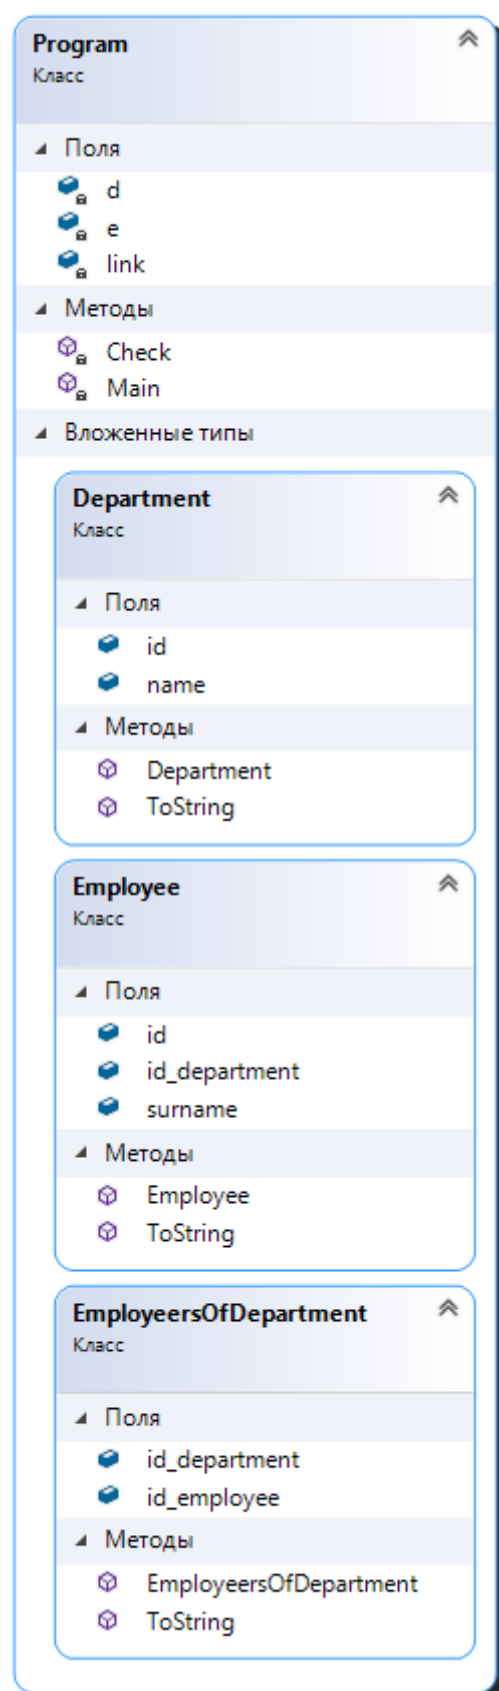 Program
Класс
Поля
d
e
link
Методы
Check
Main
Вложенные типы
Department
Класс
Поля
id
name
Методы
Department
ToString
Employee
Класс
Поля
id
id_department
surname
Методы
Employee
ToString
EmployeersOfDepartment
Класс
Поля
id_department
id_employee
Методы
EmployeersOfDepartment
ToString